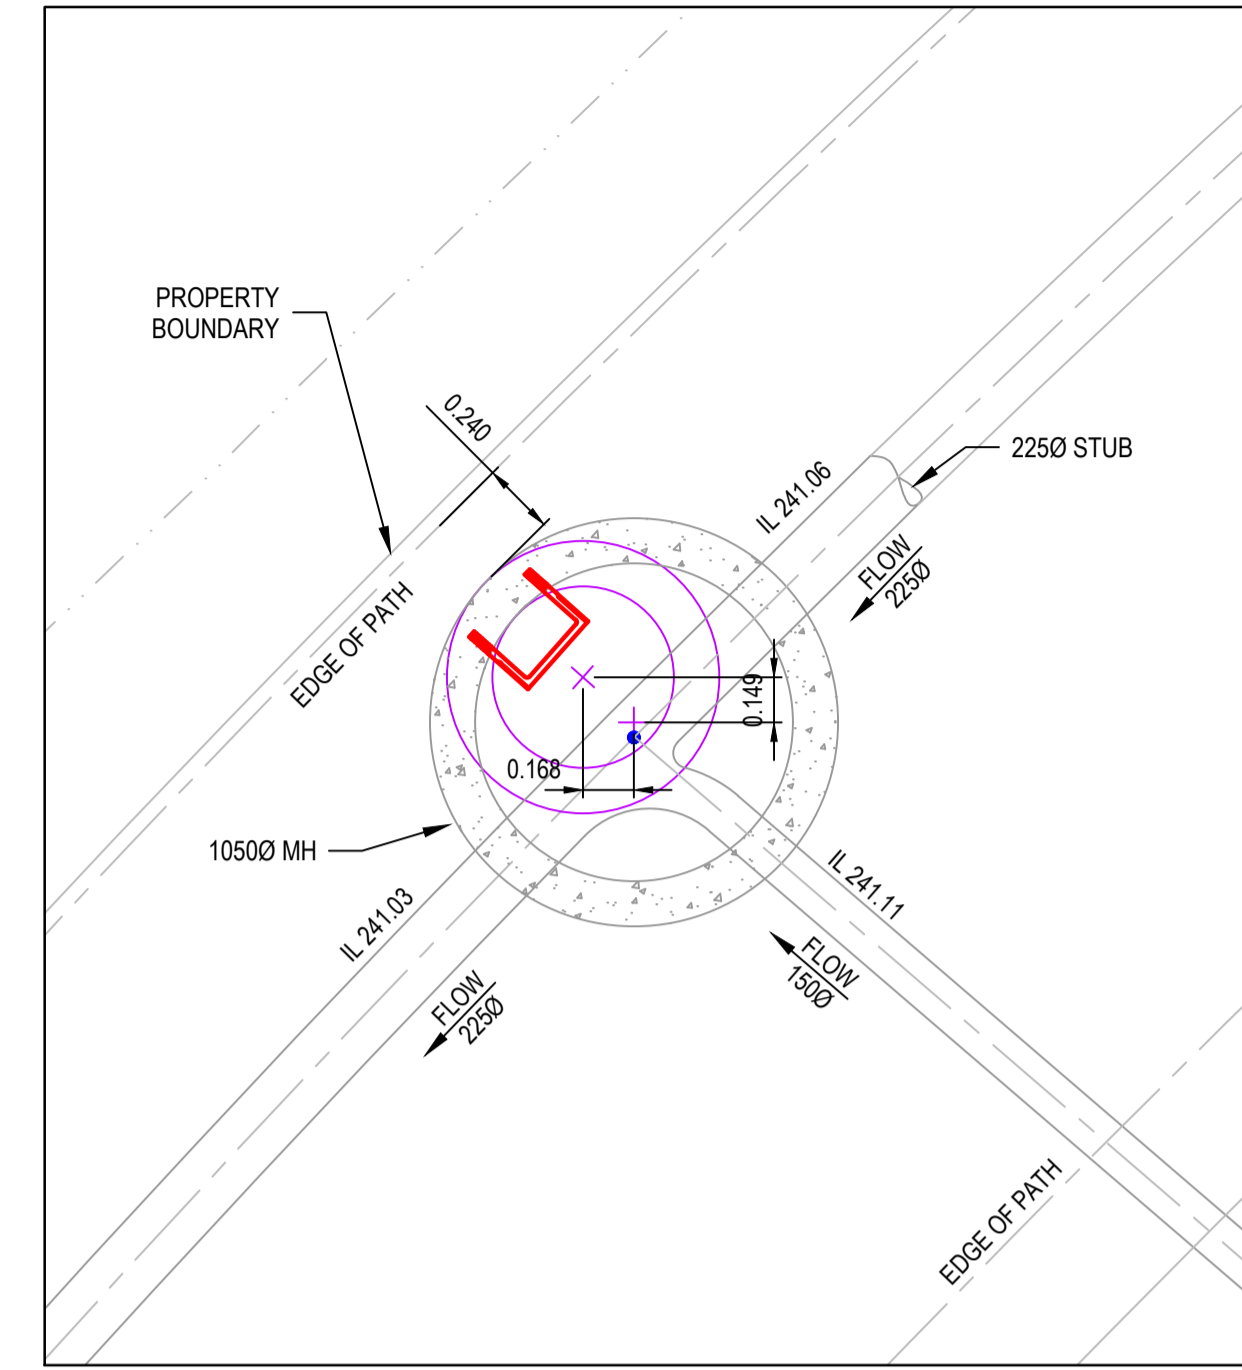 PROPERTY
BOUNDARY
0.240
225Ø STUB
IL 241.06
FLOW
225Ø
EDGE OF PATH
0.149
0.168
1050Ø MH
IL 241.11
IL 241.03
FLOW
150Ø
FLOW
225Ø
EDGE OF PATH